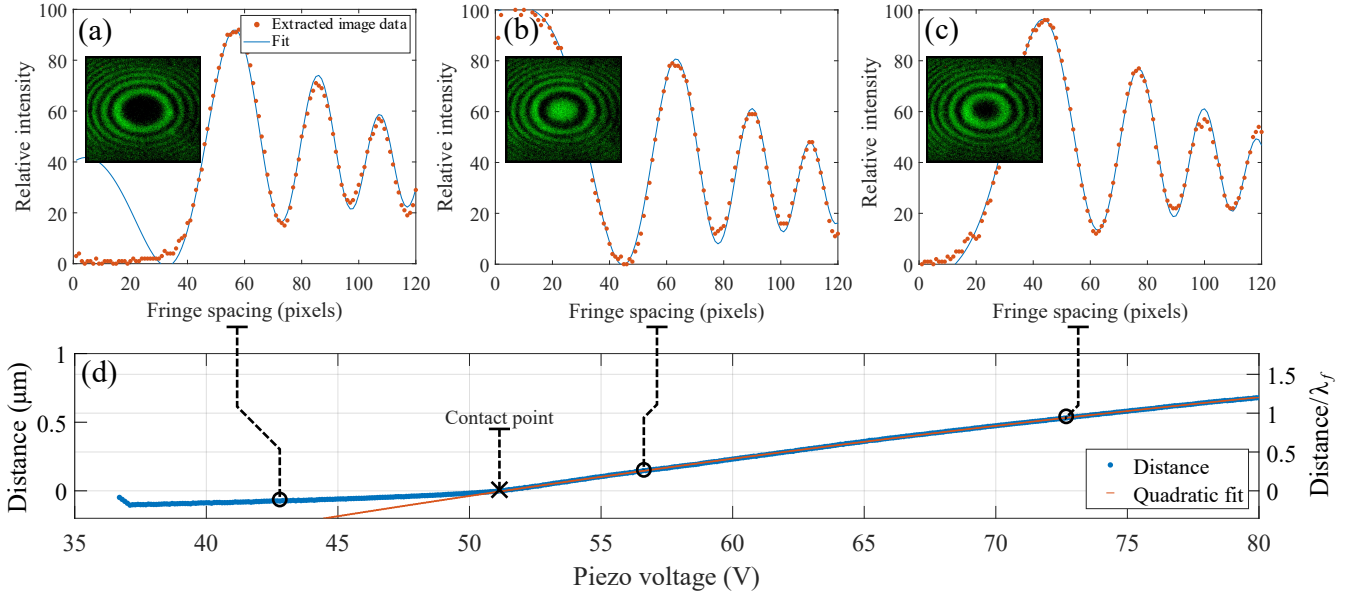 (a)
Extracted image data
Fit
Relative intensity
100
80
60
40
20
0
0 20 40 60 80 100 120
Fringe spacing (pixels)
(b)
Relative intensity
100
80
60
40
20
0
0 20 40 60 80 100 120
Fringe spacing (pixels)
(c)
Relative intensity
100
80
60
40
20
0
0 20 40 60 80 100 120
Fringe spacing (pixels)
(d)
Distance (μm)
1
0.5
0
Contact point
Distance
Quadratic fit
1.5
1
0.5
0
Distance/λf
35 40 45 50 55 60 65 70 75 80
Piezo voltage (V)